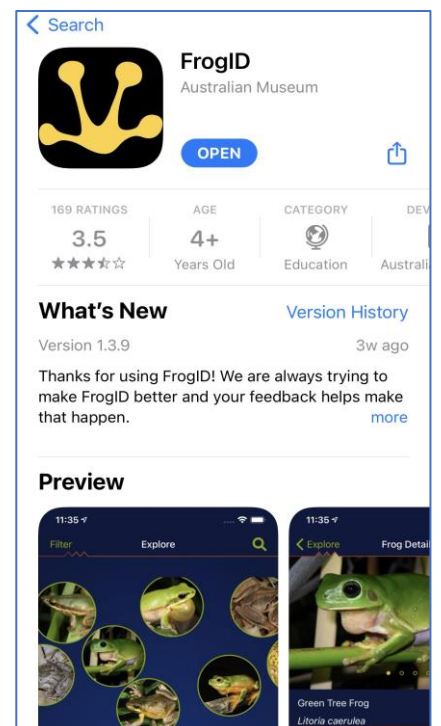 Search
FrogID
Australian Museum
OPEN
169 RATINGS
AGE
CATEGORY
3.5
4+
Years Old
Education
What's New
Version History
Version 1.3.9
3w ago
Thanks for using FrogID! We are always trying to
make FrogID better and your feedback helps make
that happen.
more
Preview
11:35
Filter
Explore
11:35
Explore
Frog Detail
Green Tree Frog
Litoria caerulea